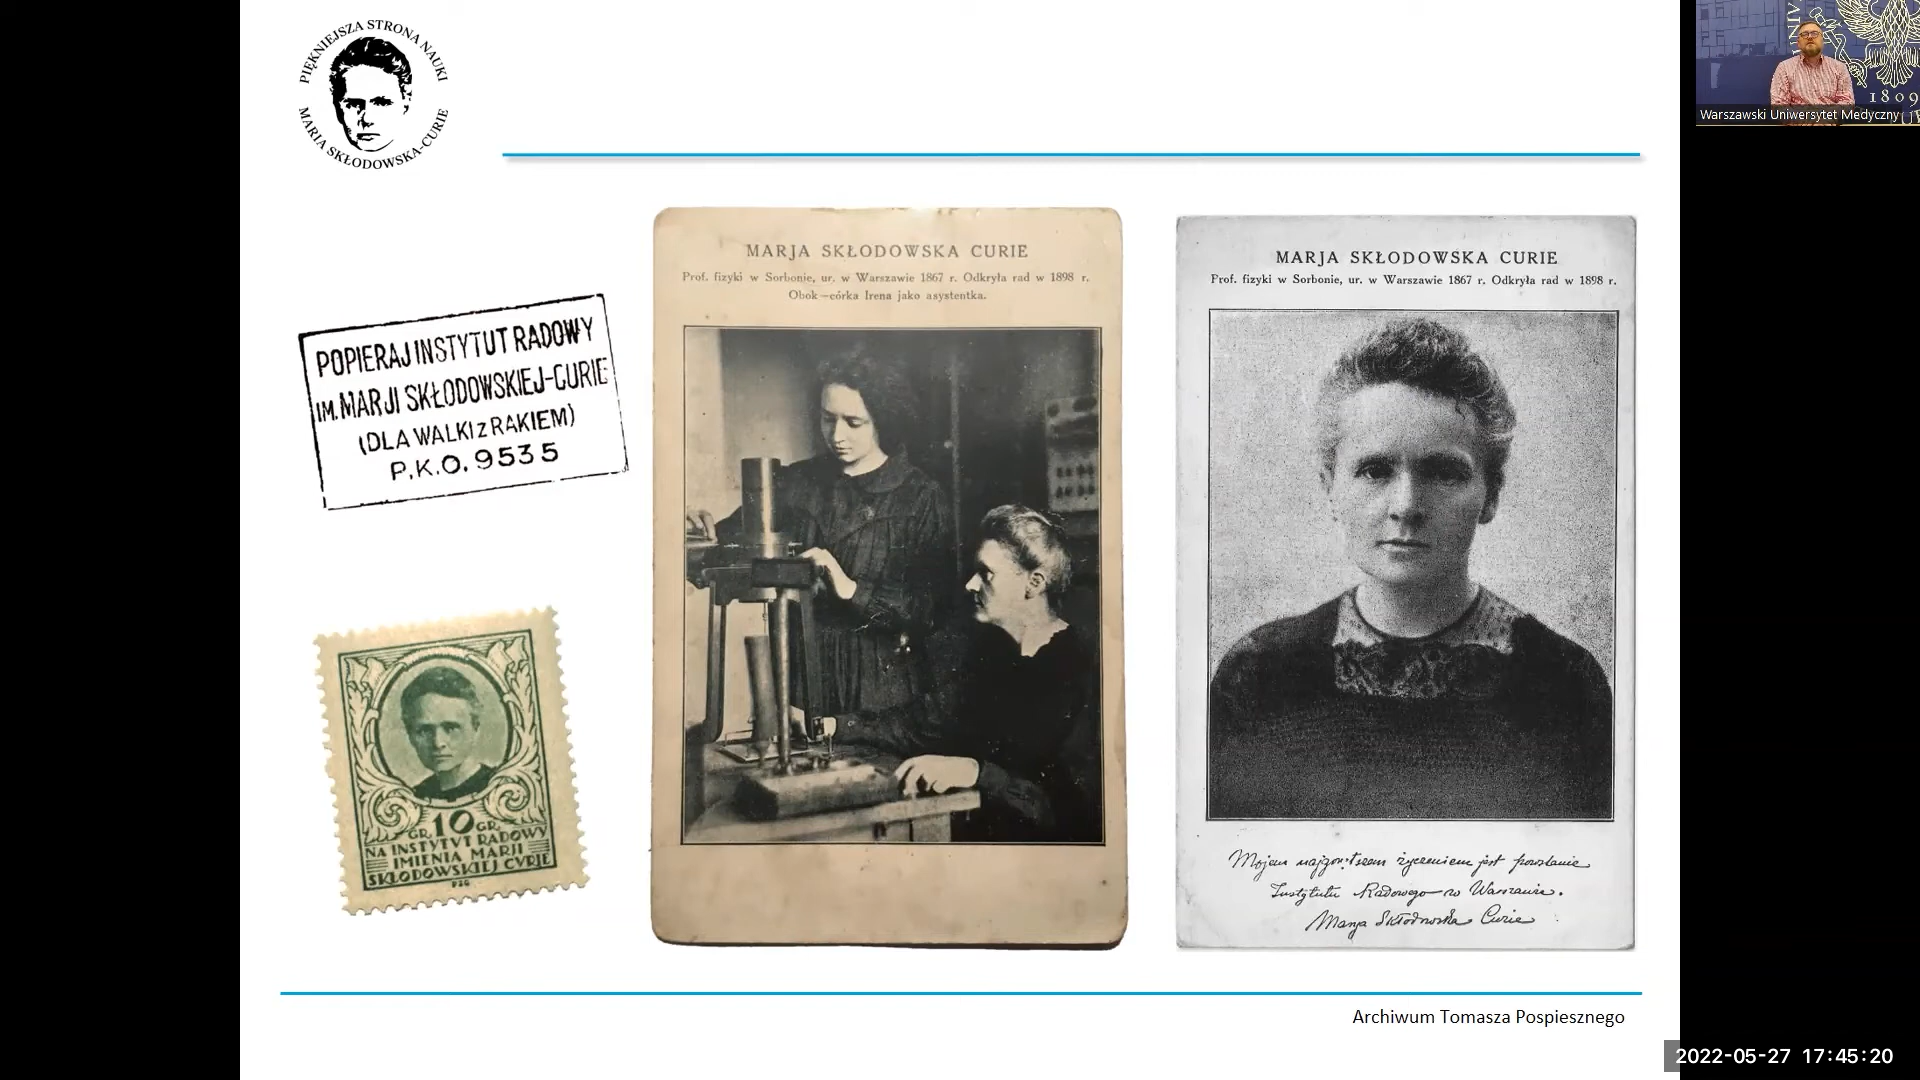 PIĘKNIEJSZA STRONA NAUKI
MARIA SKŁODOWSKA-CURIE
POPIERAJ INSTYTUT RADOWY
IM. MARJI SKŁODOWSKIEJ-CURIE
(DLA WALKI z RAKIEM)
P.K.O. 9535
GR. 10 GR.
NA INSTYTVT RADOWY
IMIENIA MARJI
SKŁODOWSKIEJ CVRIE
MARJA SKŁODOWSKA CURIE
Prof. fizyki w Sorbonie, ur. w Warszawie 1867 r. Odkryła rad w 1898 r.
Obok—córka Irena jako asystentka.
MARJA SKŁODOWSKA CURIE
Prof. fizyki w Sorbonie, ur. w Warszawie 1867 r. Odkryła rad w 1898 r.
Mojem najgorętszem życzeniem jest powstanie
Instytutu Radowego w Warszawie.
Marja Skłodowska Curie
Archiwum Tomasza Pospiesznego
1809
Warszawski Uniwersytet Medyczny
2022-05-27 17:45:20